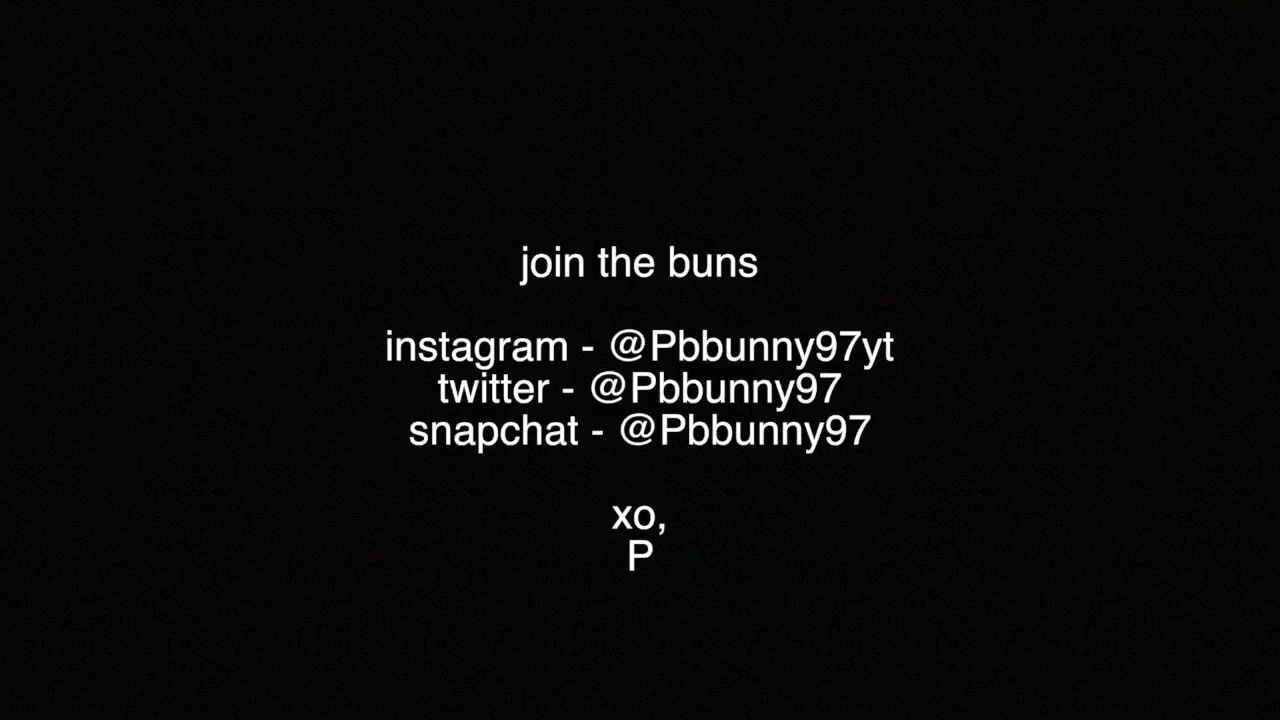 join the buns
instagram - @Pbbunny97yt
twitter - @Pbbunny97
snapchat - @Pbbunny97
xo,
P